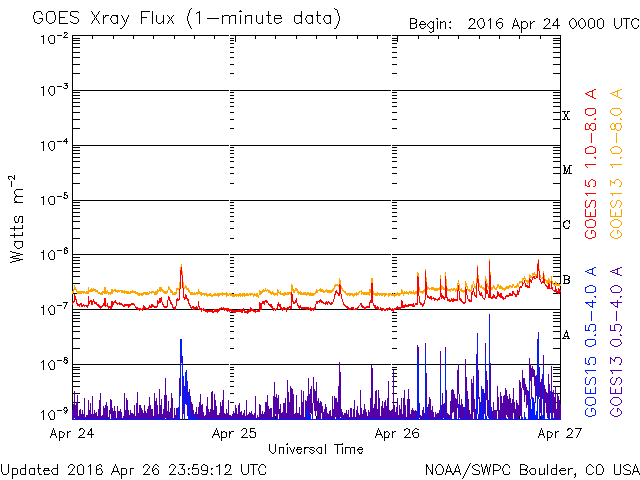 GOES Xray Flux (1-minute data)
Begin: 2016 Apr 24 0000 UTC
10-2
10-3
10-4
10-5
10-6
10-7
10-8
10-9
Watts m-2
X
M
C
B
A
GOES15 1.0-8.0 A
GOES13 1.0-8.0 A
GOES15 0.5-4.0 A
GOES13 0.5-4.0 A
Apr 24
Apr 25
Apr 26
Apr 27
Universal Time
Updated 2016 Apr 26 23:59:12 UTC
NOAA/SWPC Boulder, CO USA